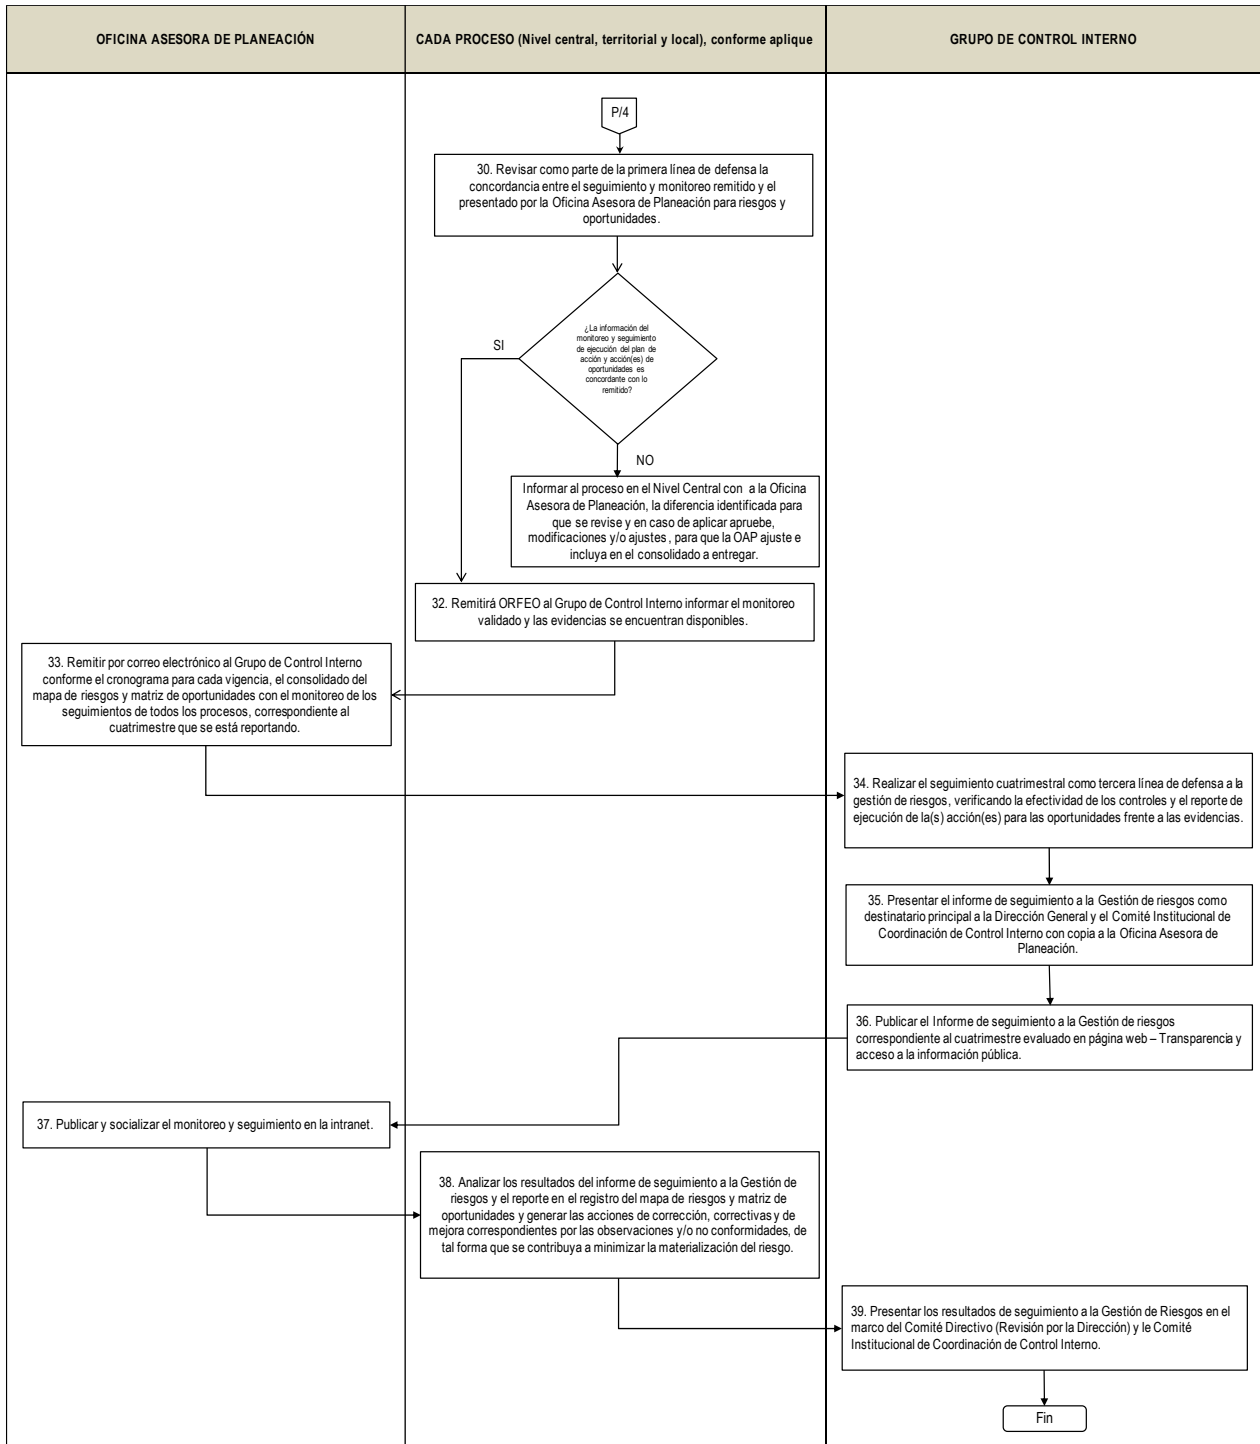 OFICINA ASESORA DE PLANEACIÓN
CADA PROCESO (Nivel central, territorial y local), conforme aplique
GRUPO DE CONTROL INTERNO
P/4
30. Revisar como parte de la primera línea de defensa la
concordancia entre el seguimiento y monitoreo remitido y el
presentado por la Oficina Asesora de Planeación para riesgos y
oportunidades.
¿La información del
monitoreo y seguimiento
de ejecución del plan de
acción y acción(es) de
oportunidades es
concordante con lo
remitido?
SI
NO
Informar al proceso en el Nivel Central con a la Oficina
Asesora de Planeación, la diferencia identificada para
que se revise y en caso de aplicar apruebe,
modificaciones y/o ajustes, para que la OAP ajuste e
incluya en el consolidado a entregar.
32. Remitirá ORFEO al Grupo de Control Interno informar el monitoreo
validado y las evidencias se encuentran disponibles.
33. Remitir por correo electrónico al Grupo de Control Interno
conforme el cronograma para cada vigencia, el consolidado del
mapa de riesgos y matriz de oportunidades con el monitoreo de los
seguimientos de todos los procesos, correspondiente al
cuatrimestre que se está reportando.
34. Realizar el seguimiento cuatrimestral como tercera línea de defensa a la
gestión de riesgos, verificando la efectividad de los controles y el reporte de
ejecución de la(s) acción(es) para las oportunidades frente a las evidencias.
35. Presentar el informe de seguimiento a la Gestión de riesgos como
destinatario principal a la Dirección General y el Comité Institucional de
Coordinación de Control Interno con copia a la Oficina Asesora de
Planeación.
36. Publicar el Informe de seguimiento a la Gestión de riesgos
correspondiente al cuatrimestre evaluado en página web – Transparencia y
acceso a la información pública.
37. Publicar y socializar el monitoreo y seguimiento en la intranet.
38. Analizar los resultados del informe de seguimiento a la Gestión de
riesgos y el reporte en el registro del mapa de riesgos y matriz de
oportunidades y generar las acciones de corrección, correctivas y de
mejora correspondientes por las observaciones y/o no conformidades, de
tal forma que se contribuya a minimizar la materialización del riesgo.
39. Presentar los resultados de seguimiento a la Gestión de Riesgos en el
marco del Comité Directivo (Revisión por la Dirección) y le Comité
Institucional de Coordinación de Control Interno.
Fin